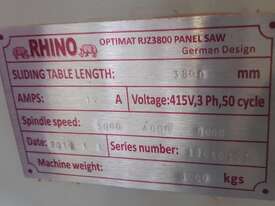 RHINO OPTIMAT RJZ3800 PANEL SAW
German Design
SLIDING TABLE LENGTH: 3800 mm
AMPS: A Voltage:415V,3 Ph,50 cycle
Spindle speed:
Date: Series number:
Machine weight: kgs